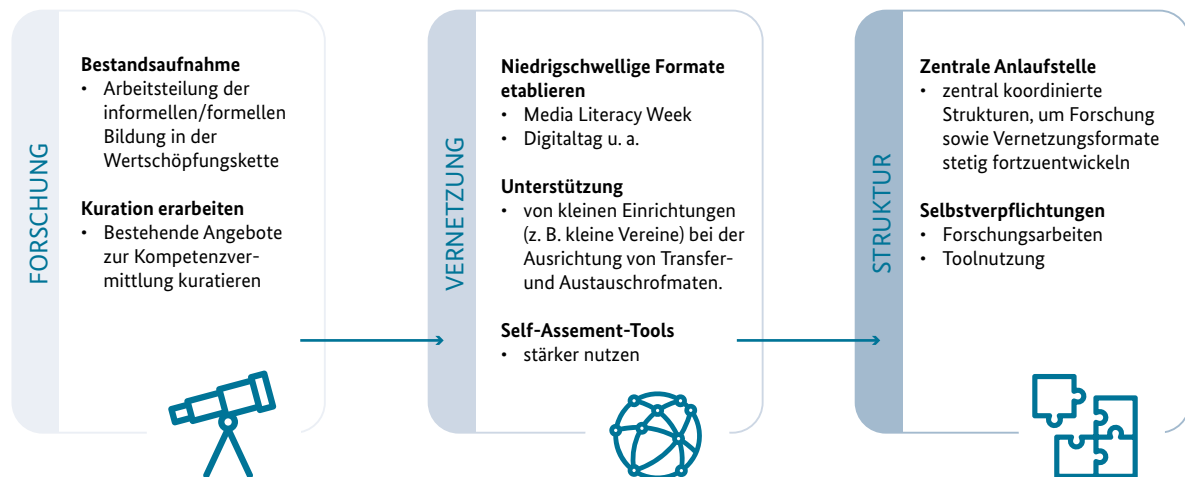 FORSCHUNG
Bestandsaufnahme
• Arbeitsteilung der
informellen/formellen
Bildung in der
Wertschöpfungskette
Kuration erarbeiten
• Bestehende Angebote
zur Kompetenzver-
mittlung kuratieren
VERNETZUNG
Niedrigschwellige Formate
etablieren
• Media Literacy Week
• Digitaltag u. a.
Unterstützung
• von kleinen Einrichtungen
(z. B. kleine Vereine) bei der
Ausrichtung von Transfer-
und Austauschrofmaten.
Self-Assement-Tools
• stärker nutzen
STRUKTUR
Zentrale Anlaufstelle
• zentral koordinierte
Strukturen, um Forschung
sowie Vernetzungsformate
stetig fortzuentwickeln
Selbstverpflichtungen
• Forschungsarbeiten
• Toolnutzung